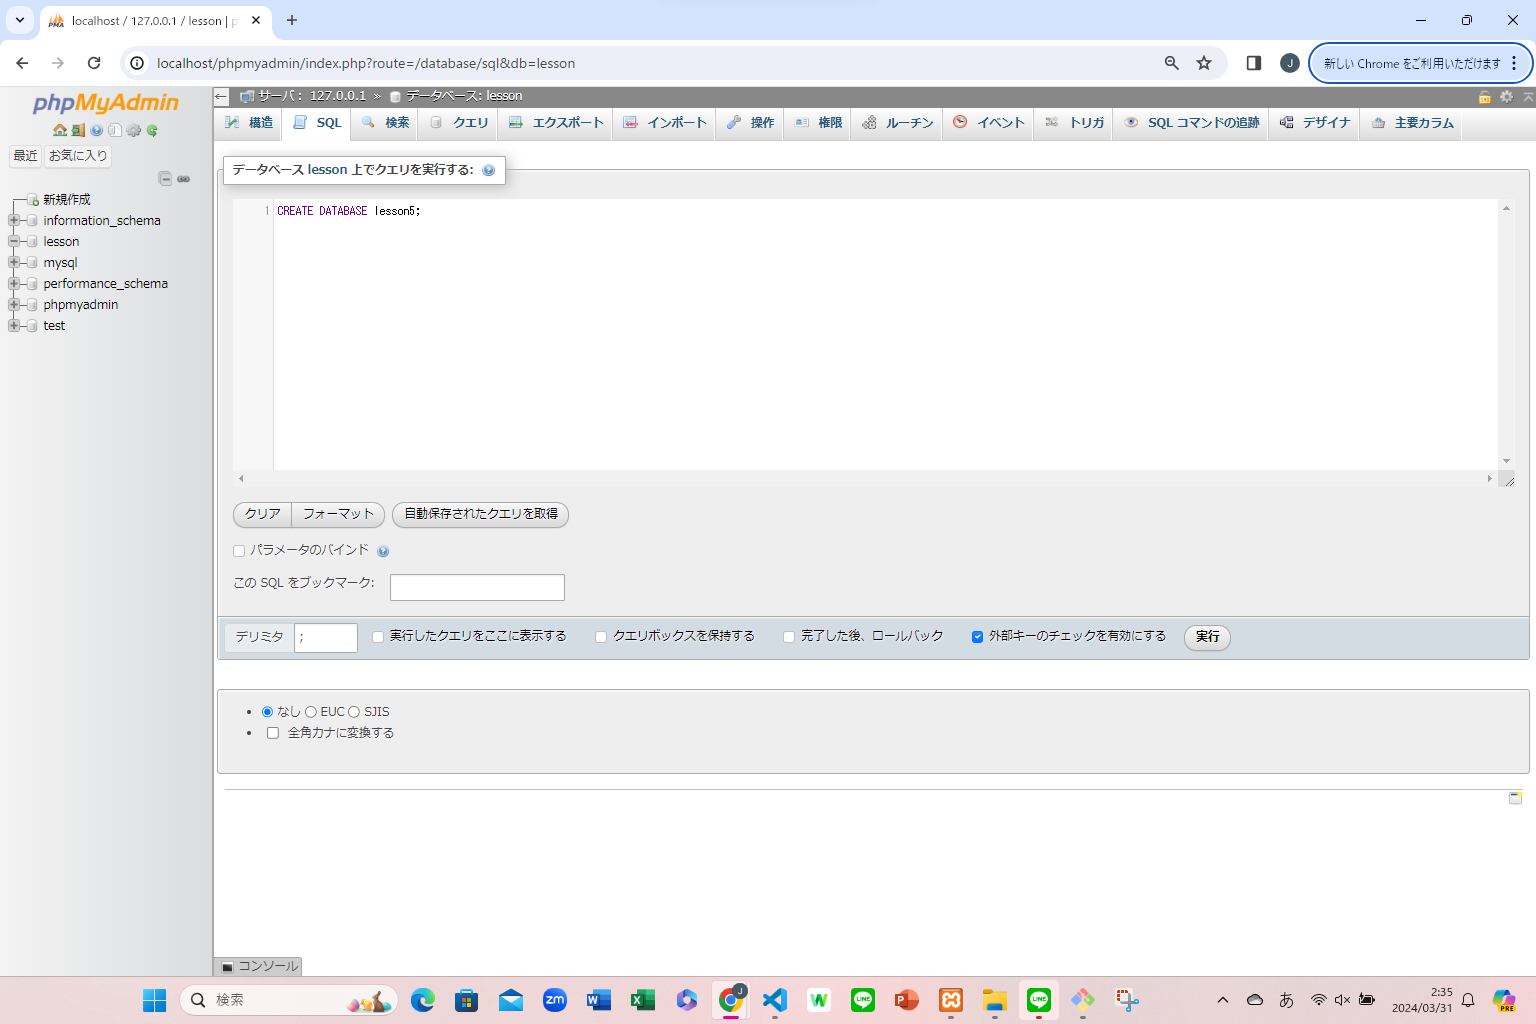 localhost / 127.0.0.1 / lesson | p
localhost/phpmyadmin/index.php?route=/database/sql&db=lesson
J
新しい Chrome をご利用いただけます
phpMyAdmin
最近 お気に入り
新規作成
information_schema
lesson
mysql
performance_schema
phpmyadmin
test
サーバ: 127.0.0.1 » データベース: lesson
構造 SQL 検索 クエリ エクスポート インポート 操作 権限 ルーチン イベント トリガ SQL コマンドの追跡 デザイナ 主要カラム
データベース lesson 上でクエリを実行する:
1 CREATE DATABASE lesson5;
クリア フォーマット 自動保存されたクエリを取得
パラメータのバインド
この SQL をブックマーク:
デリミタ ; 実行したクエリをここに表示する クエリボックスを保持する 完了した後、ロールバック 外部キーのチェックを有効にする 実行
なし EUC SJIS
全角カナに変換する
コンソール
検索
あ
2:35
2024/03/31